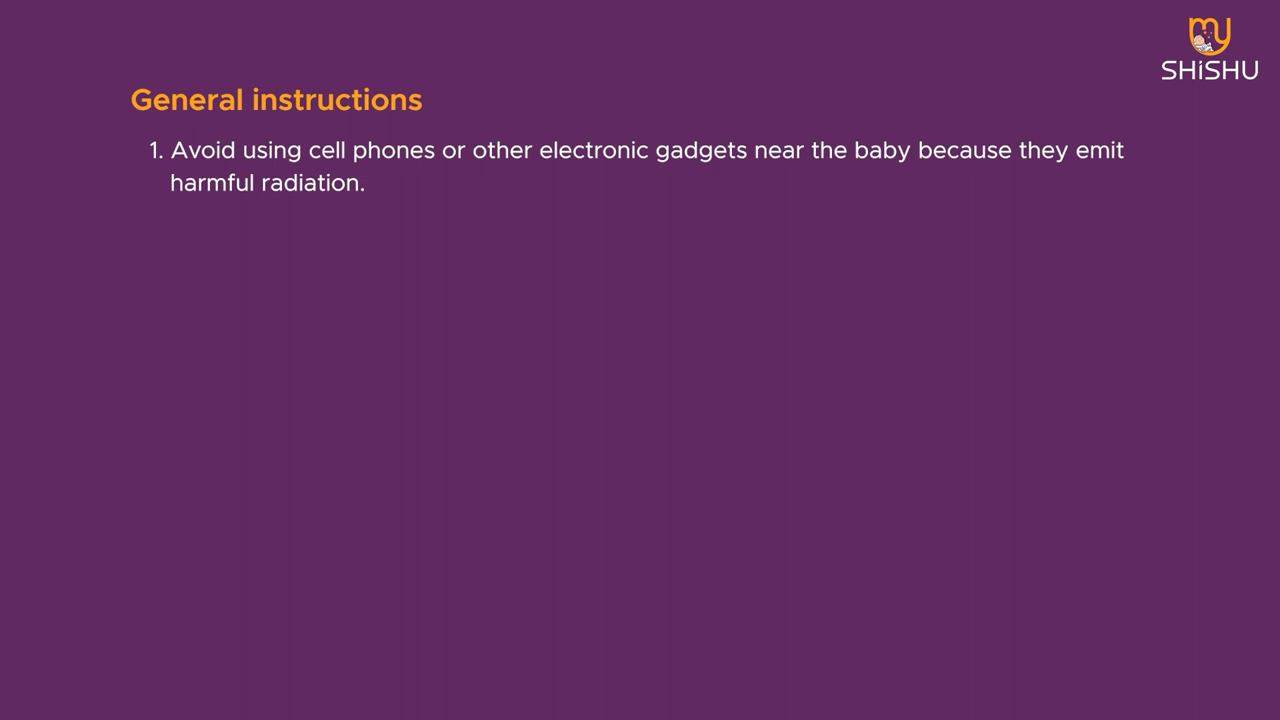 my
SHiSHU
General instructions
1. Avoid using cell phones or other electronic gadgets near the baby because they emit
harmful radiation.